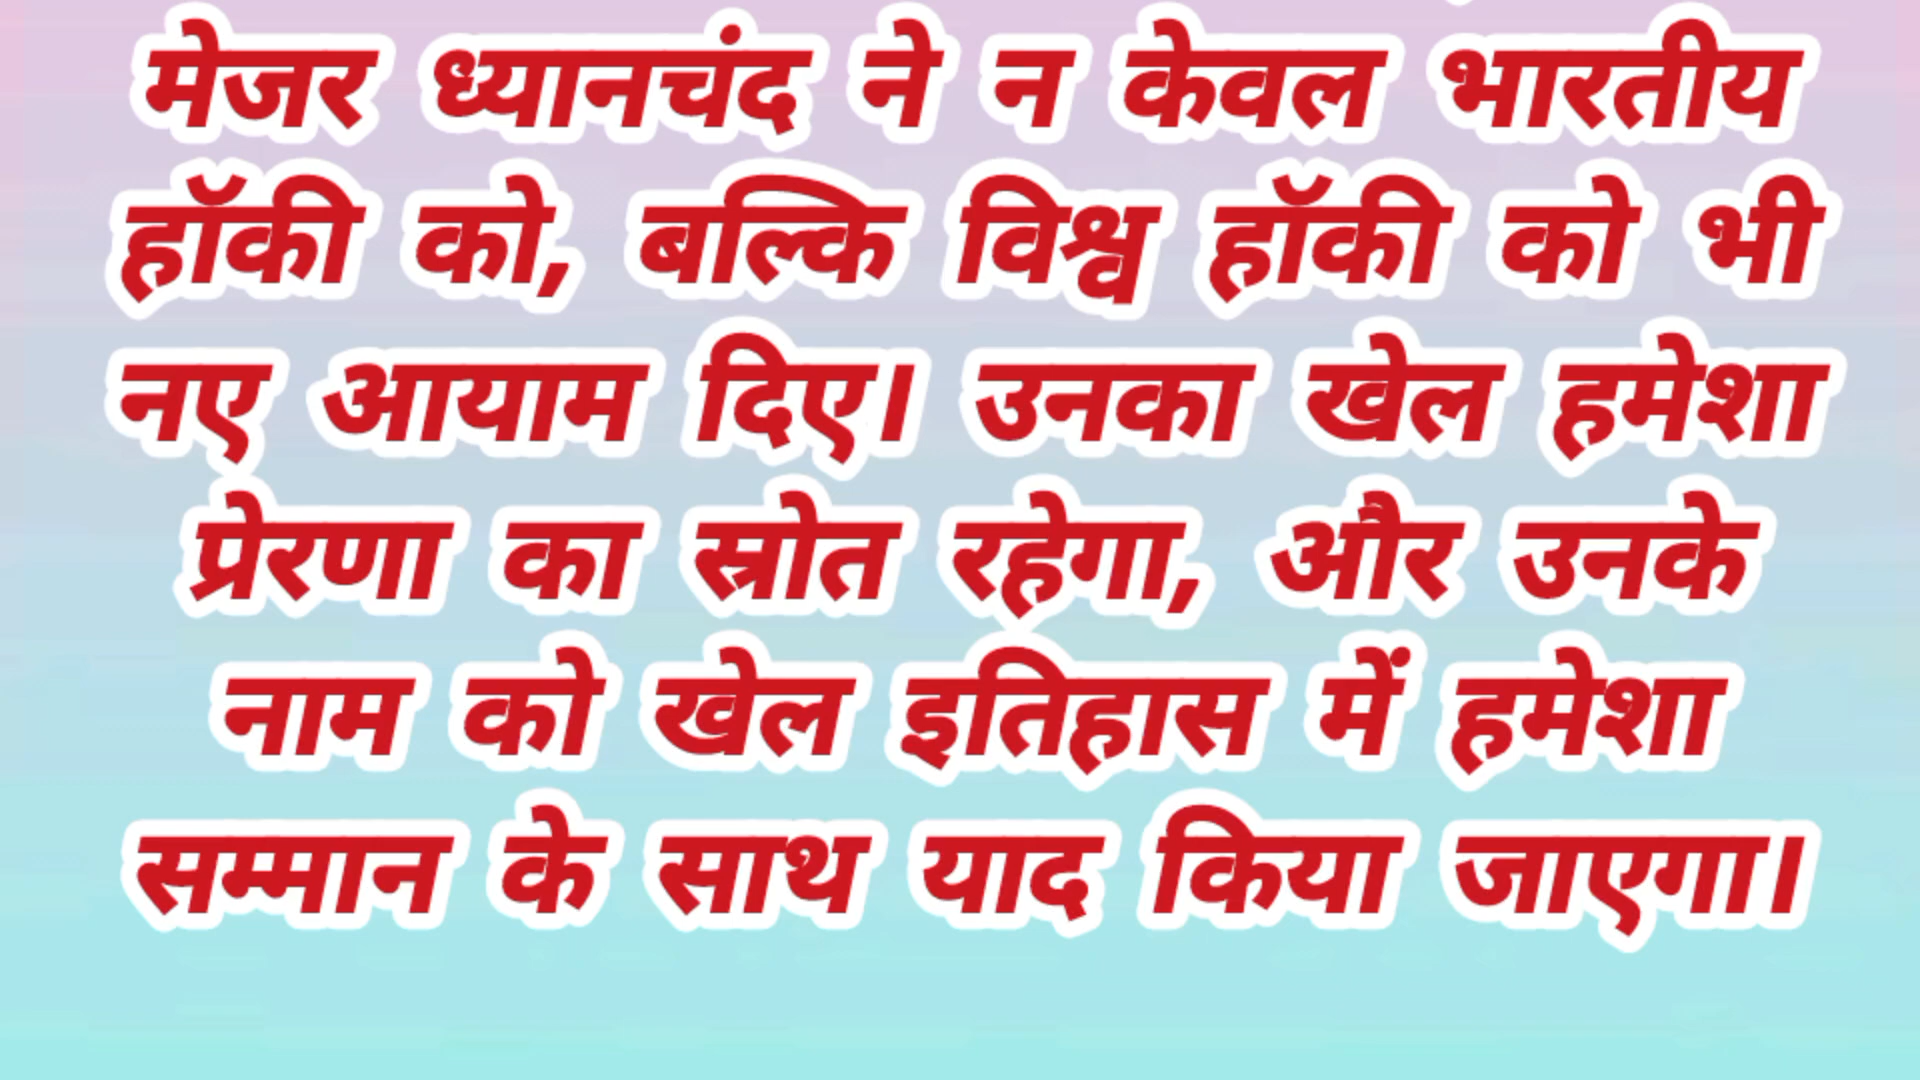 मेजर ध्यानचंद ने न केवल भारतीय
हॉकी को, बल्कि विश्व हॉकी को भी
नए आयाम दिए। उनका खेल हमेशा
प्रेरणा का स्रोत रहेगा, और उनके
नाम को खेल इतिहास में हमेशा
सम्मान के साथ याद किया जाएगा।